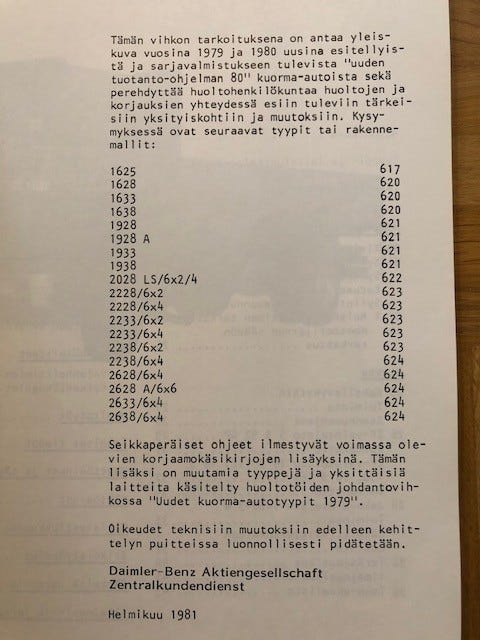 Tämän vihkon tarkoituksena on antaa yleis-
kuva vuosina 1979 ja 1980 uusina esitellyis-
tä ja sarjavalmistukseen tulevista "uuden
tuotanto-ohjelman 80" kuorma-autoista sekä
perehdyttää huoltohenkilökuntaa huoltojen ja
korjauksien yhteydessä esiin tuleviin tärkei-
siin yksityiskohtiin ja muutoksiin. Kysy-
myksessä ovat seuraavat tyypit tai rakenne-
mallit:
1625 617
1628 620
1633 620
1638 620
1928 621
1928 A 621
1933 621
1938 621
2028 LS/6x2/4 622
2228/6x2 623
2228/6x4 623
2233/6x2 623
2233/6x4 623
2238/6x2 623
2238/6x4 624
2628/6x4 624
2628 A/6x6 624
2633/6x4 624
2638/6x4 624
Seikkaperäiset ohjeet ilmestyvät voimassa ole-
vien korjaamokäsikirjojen lisäyksinä. Tämän
lisäksi on muutamia tyyppejä ja yksittäisiä
laitteita käsitelty huoltotöiden johdantovih-
kossa "Uudet kuorma-autotyypit 1979".
Oikeudet teknisiin muutoksiin edelleen kehit-
telyn puitteissa luonnollisesti pidätetään.
Daimler-Benz Aktiengesellschaft
Zentralkundendienst
Helmikuu 1981